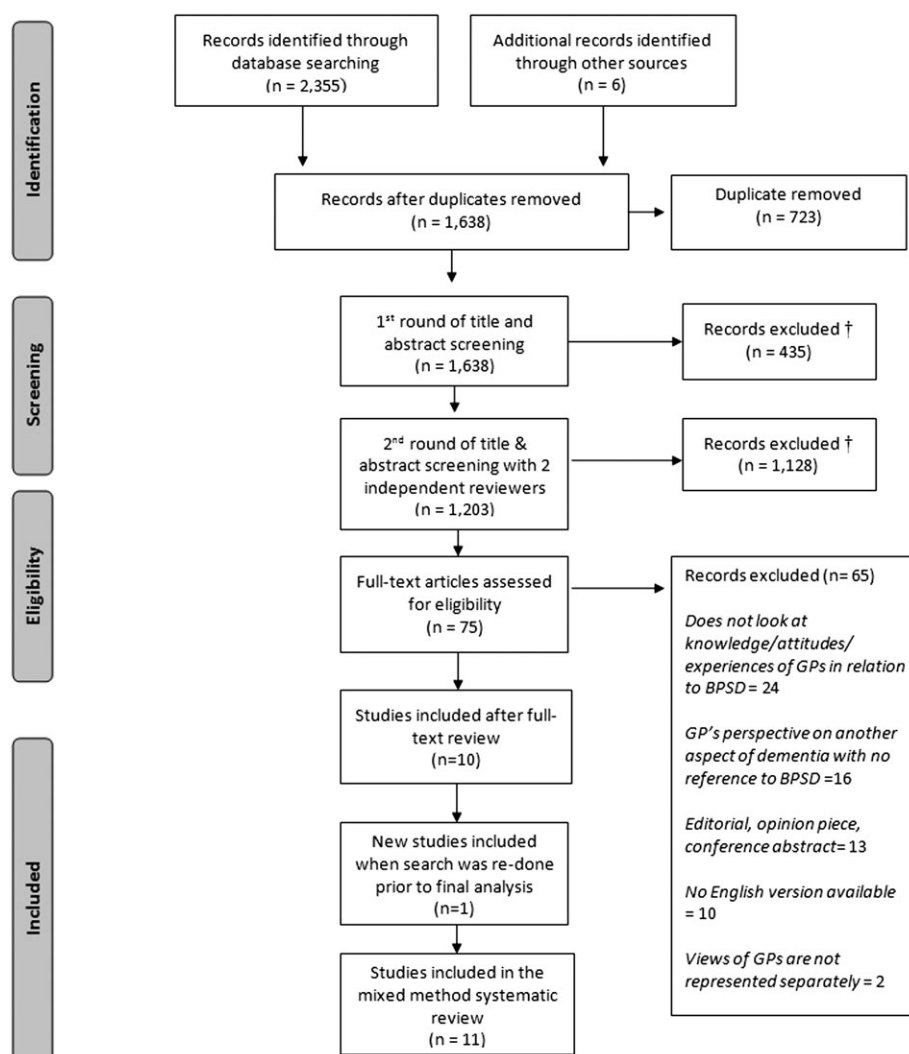 Identification
Records identified through
database searching
(n = 2,355)
Additional records identified
through other sources
(n = 6)
Records after duplicates removed
(n = 1,638)
Duplicate removed
(n = 723)
Screening
1st round of title and
abstract screening
(n = 1,638)
Records excluded †
(n = 435)
2nd round of title &
abstract screening with 2
independent reviewers
(n = 1,203)
Records excluded †
(n = 1,128)
Eligibility
Full-text articles assessed
for eligibility
(n = 75)
Records excluded (n= 65)
Does not look at
knowledge/attitudes/
experiences of GPs in relation
to BPSD = 24
GP's perspective on another
aspect of dementia with no
reference to BPSD =16
Editorial, opinion piece,
conference abstract= 13
No English version available
= 10
Views of GPs are not
represented separately = 2
Studies included after full-
text review
(n=10)
Included
New studies included
when search was re-done
prior to final analysis
(n=1)
Studies included in the
mixed method systematic
review
(n = 11)